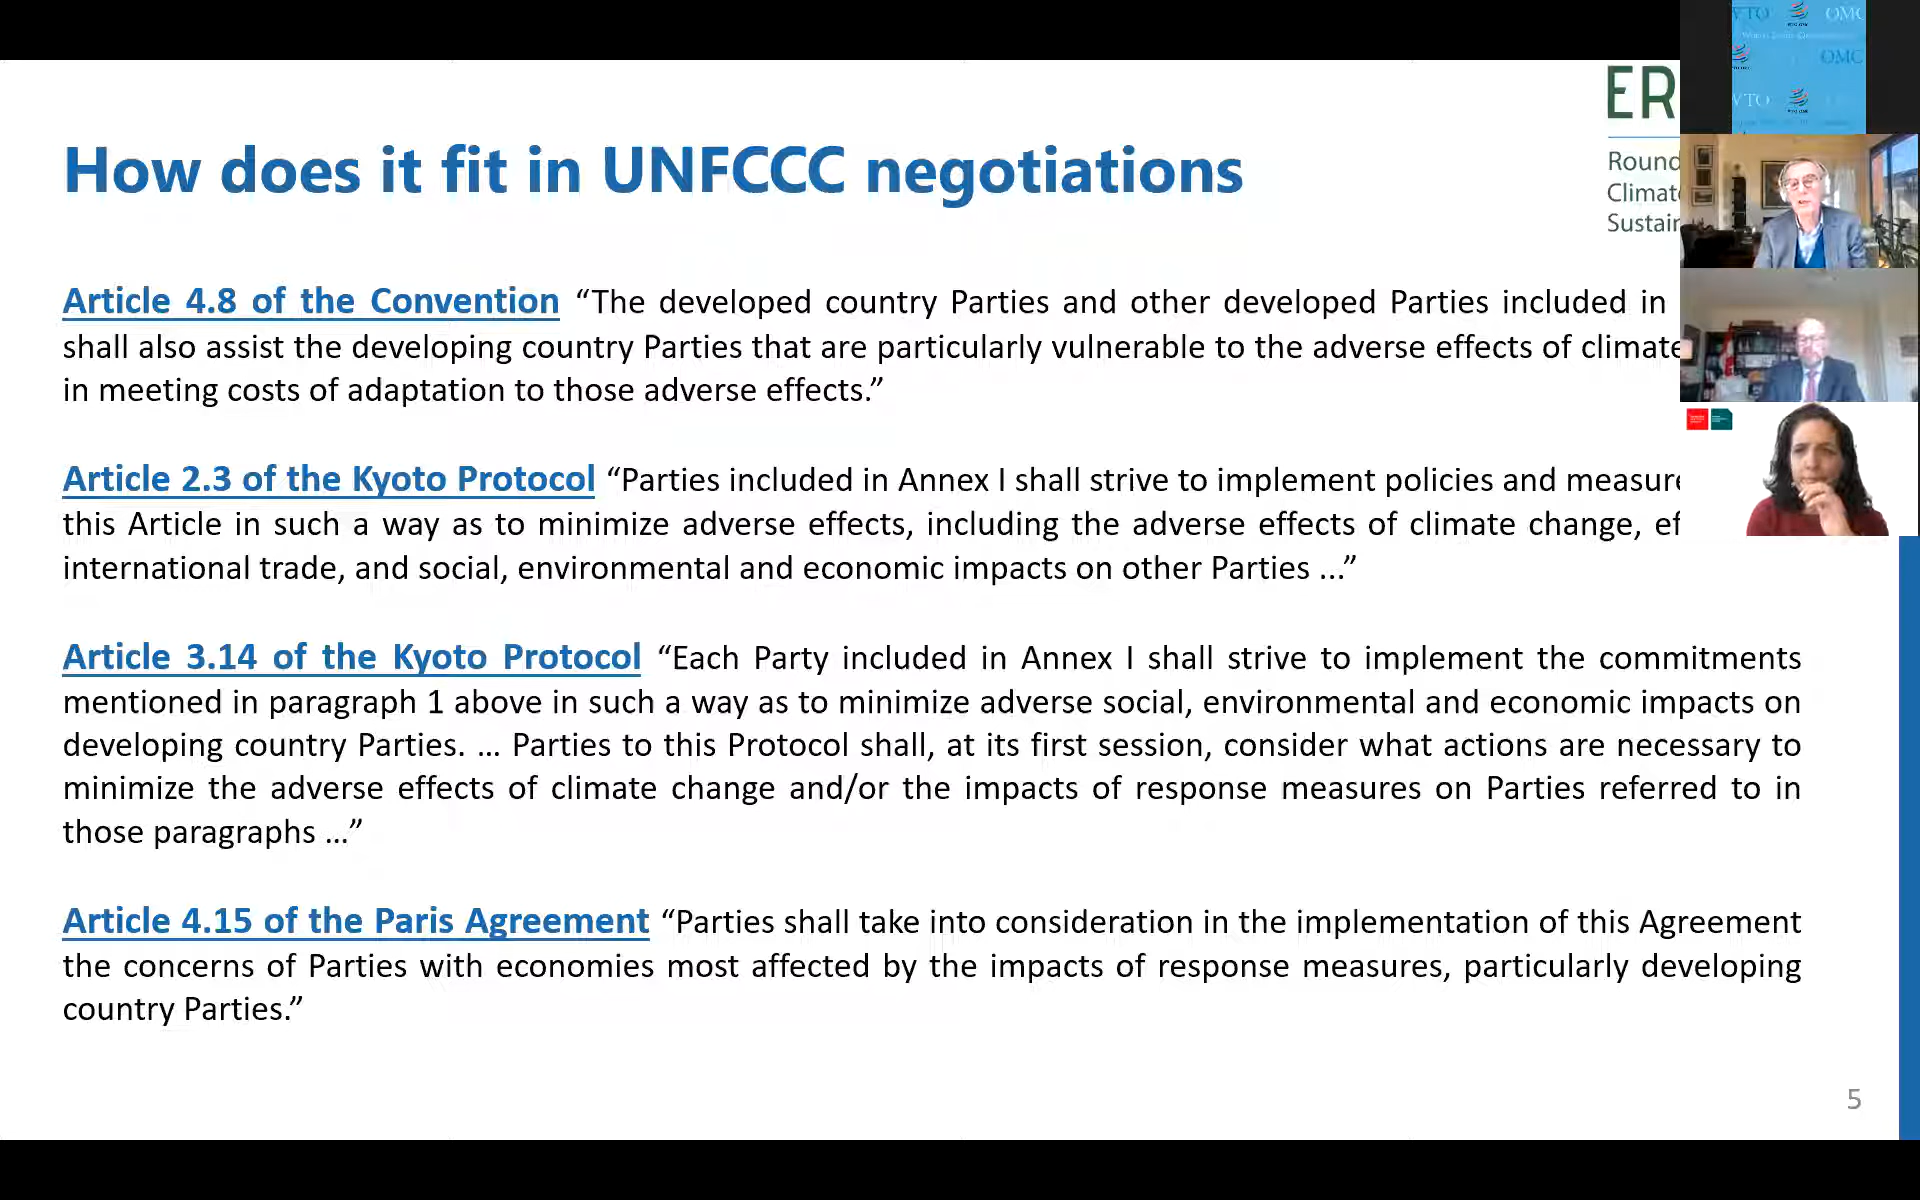 WTO OMC
OMC
WTO
ER
How does it fit in UNFCCC negotiations
Round
Climat
Sustai
Article 4.8 of the Convention “The developed country Parties and other developed Parties included in
shall also assist the developing country Parties that are particularly vulnerable to the adverse effects of climate
in meeting costs of adaptation to those adverse effects.”
Article 2.3 of the Kyoto Protocol “Parties included in Annex I shall strive to implement policies and measure
this Article in such a way as to minimize adverse effects, including the adverse effects of climate change, ef
international trade, and social, environmental and economic impacts on other Parties ...”
Article 3.14 of the Kyoto Protocol “Each Party included in Annex I shall strive to implement the commitments
mentioned in paragraph 1 above in such a way as to minimize adverse social, environmental and economic impacts on
developing country Parties. ... Parties to this Protocol shall, at its first session, consider what actions are necessary to
minimize the adverse effects of climate change and/or the impacts of response measures on Parties referred to in
those paragraphs ...”
Article 4.15 of the Paris Agreement “Parties shall take into consideration in the implementation of this Agreement
the concerns of Parties with economies most affected by the impacts of response measures, particularly developing
country Parties.”
5